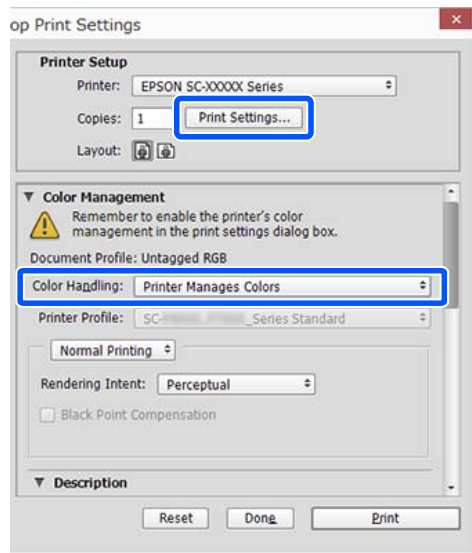 op Print Settings
Printer Setup
Printer: EPSON SC-XXXXX Series
Copies: 1 Print Settings...
Layout:
Color Management
Remember to enable the printer's color
management in the print settings dialog box.
Document Profile: Untagged RGB
Color Handling: Printer Manages Colors
Printer Profile: SC- _Series Standard
Normal Printing
Rendering Intent: Perceptual
Black Point Compensation
Description
Reset Done Print